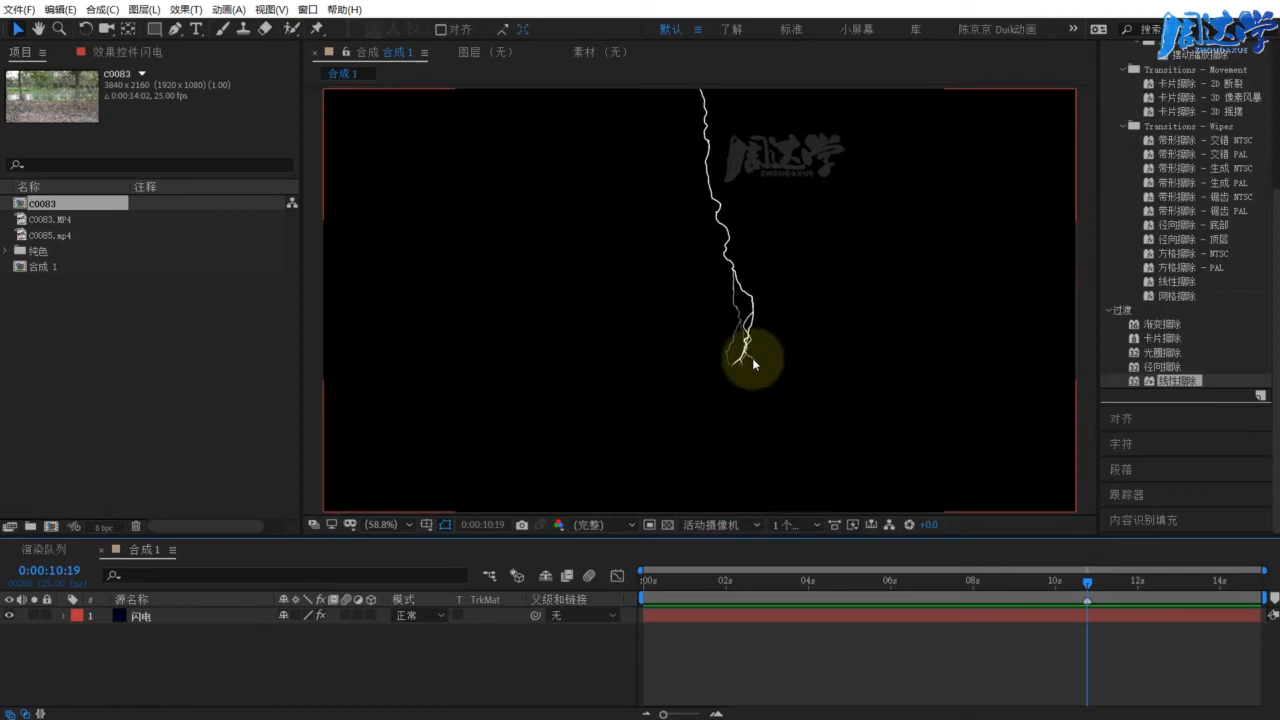 文件(F) 编辑(E) 合成(C) 图层(L) 效果(T) 动画(A) 视图(V) 窗口 帮助(H)
对齐 默认 了解 标准 小屏幕 库 陈京京 Duik动画 搜索
周达学
ZHOUDAXUE
项目 效果控件闪电
合成 合成 1 图层 (无) 素材 (无)
合成 1
C0083
3840 x 2160 (1920 x 1080) (1.00)
△ 0:00:14:02, 25.00 fps
名称 注释
C0083
C0083.MP4
C0085.mp4
纯色
合成 1
8 bpc
周达学
ZHOUDAXUE
(58.8%) 0:00:10:19 (完整) 活动摄像机 1 个... +0.0
摆动缩放擦除
Transitions - Movement
卡片擦除 - 2D 断裂
卡片擦除 - 3D 像素风暴
卡片擦除 - 3D 摇摆
Transitions - Wipes
带形擦除 - 交错 NTSC
带形擦除 - 交错 PAL
带形擦除 - 生成 NTSC
带形擦除 - 生成 PAL
带形擦除 - 锯齿 NTSC
带形擦除 - 锯齿 PAL
径向擦除 - 底部
径向擦除 - 顶层
方格擦除 - NTSC
方格擦除 - PAL
线性擦除
网格擦除
过渡
渐变擦除
卡片擦除
光圈擦除
径向擦除
线性擦除
对齐
字符
段落
跟踪器
内容识别填充
渲染队列 合成 1
0:00:10:19
:00s 02s 04s 06s 08s 10s 12s 14s
# 源名称 模式 T TrkMat 父级和链接
1 闪电 正常 无